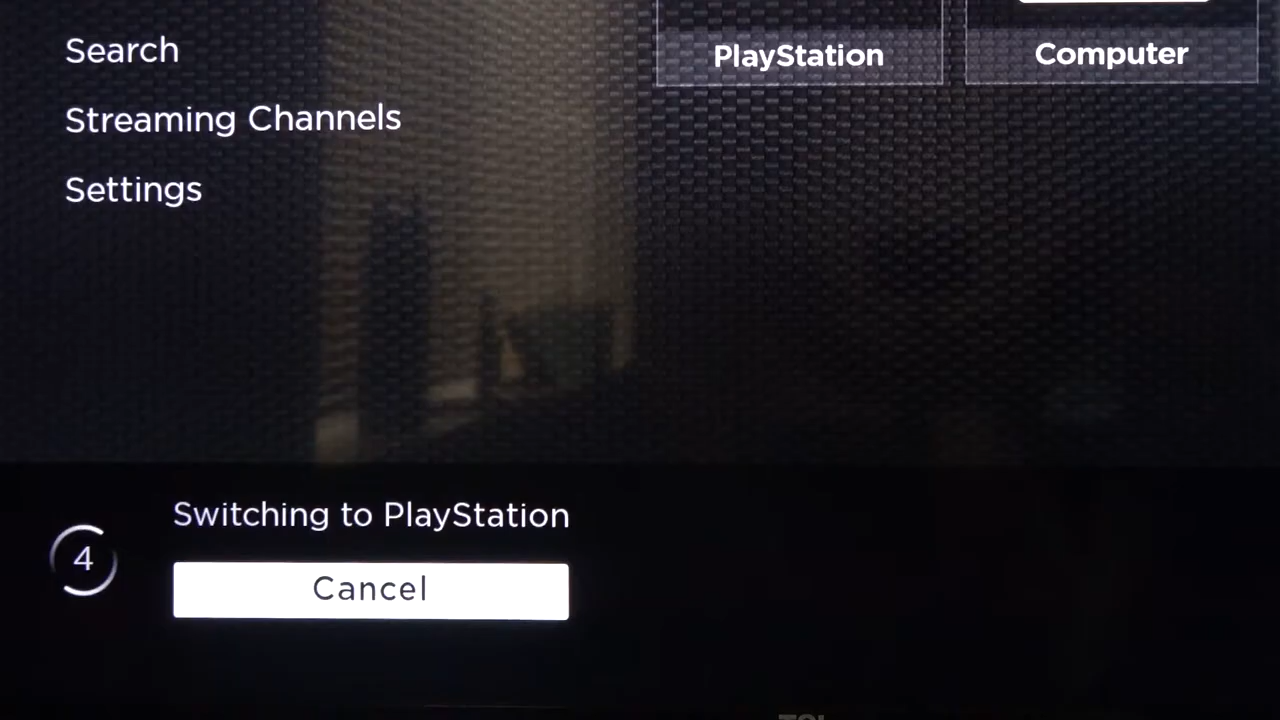 Search
Streaming Channels
Settings
PlayStation
Computer
Switching to PlayStation
4
Cancel